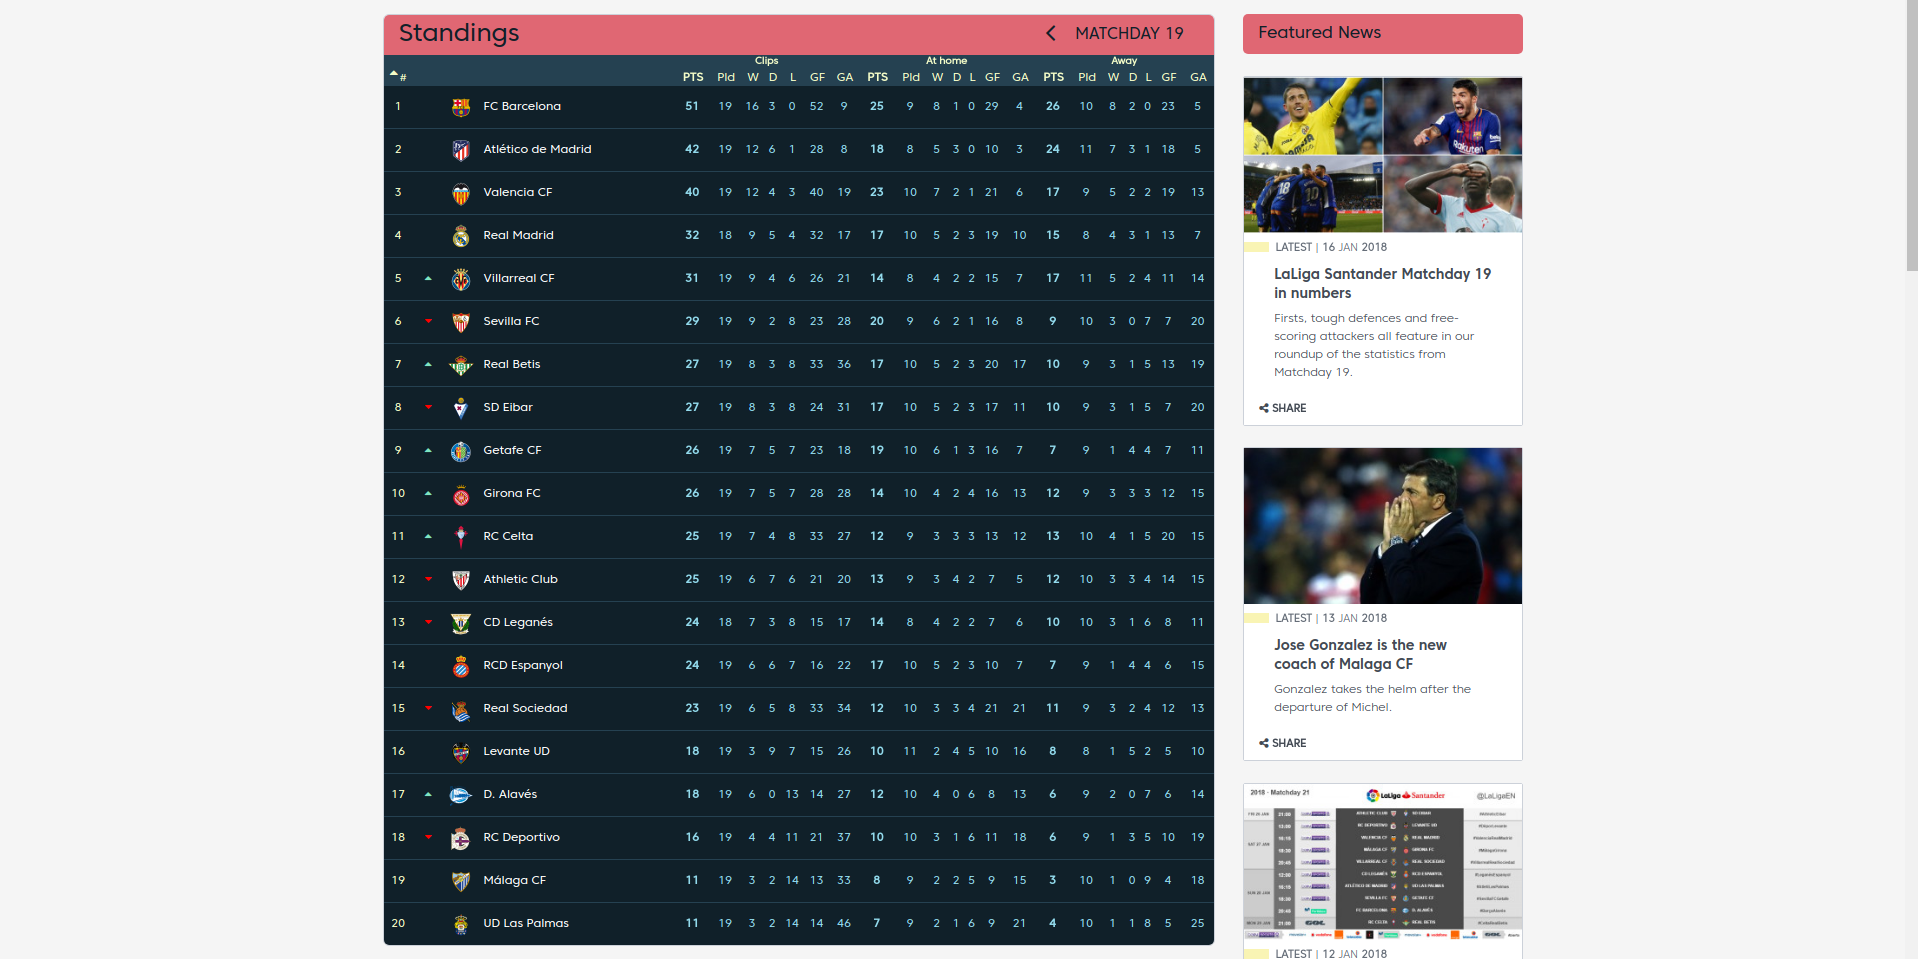 Standings
MATCHDAY 19
Clips At home Away
# PTS Pld W D L GF GA PTS Pld W D L GF GA PTS Pld W D L GF GA
1 FC Barcelona 51 19 16 3 0 52 9 25 9 8 1 0 29 4 26 10 8 2 0 23 5
2 Atlético de Madrid 42 19 12 6 1 28 8 18 8 5 3 0 10 3 24 11 7 3 1 18 5
3 Valencia CF 40 19 12 4 3 40 19 23 10 7 2 1 21 6 17 9 5 2 2 19 13
4 Real Madrid 32 18 9 5 4 32 17 17 10 5 2 3 19 10 15 8 4 3 1 13 7
5 Villarreal CF 31 19 9 4 6 26 21 14 8 4 2 2 15 7 17 11 5 2 4 11 14
6 Sevilla FC 29 19 9 2 8 23 28 20 9 6 2 1 16 8 9 10 3 0 7 7 20
7 Real Betis 27 19 8 3 8 33 36 17 10 5 2 3 20 17 10 9 3 1 5 13 19
8 SD Eibar 27 19 8 3 8 24 31 17 10 5 2 3 17 11 10 9 3 1 5 7 20
9 Getafe CF 26 19 7 5 7 23 18 19 10 6 1 3 16 7 7 9 1 4 4 7 11
10 Girona FC 26 19 7 5 7 28 28 14 10 4 2 4 16 13 12 9 3 3 3 12 15
11 RC Celta 25 19 7 4 8 33 27 12 9 3 3 3 13 12 13 10 4 1 5 20 15
12 Athletic Club 25 19 6 7 6 21 20 13 9 3 4 2 7 5 12 10 3 3 4 14 15
13 CD Leganés 24 18 7 3 8 15 17 14 8 4 2 2 7 6 10 10 3 1 6 8 11
14 RCD Espanyol 24 19 6 6 7 16 22 17 10 5 2 3 10 7 7 9 1 4 4 6 15
15 Real Sociedad 23 19 6 5 8 33 34 12 10 3 3 4 21 21 11 9 3 2 4 12 13
16 Levante UD 18 19 3 9 7 15 26 10 11 2 4 5 10 16 8 8 1 5 2 5 10
17 D. Alavés 18 19 6 0 13 14 27 12 10 4 0 6 8 13 6 9 2 0 7 6 14
18 RC Deportivo 16 19 4 4 11 21 37 10 10 3 1 6 11 18 6 9 1 3 5 10 19
19 Málaga CF 11 19 3 2 14 13 33 8 9 2 2 5 9 15 3 10 1 0 9 4 18
20 UD Las Palmas 11 19 3 2 14 14 46 7 9 2 1 6 9 21 4 10 1 1 8 5 25
Featured News
LATEST | 16 JAN 2018
LaLiga Santander Matchday 19
in numbers
Firsts, tough defences and free-
scoring attackers all feature in our
roundup of the statistics from
Matchday 19.
SHARE
LATEST | 13 JAN 2018
Jose Gonzalez is the new
coach of Malaga CF
Gonzalez takes the helm after the
departure of Michel.
SHARE
2018 - Matchday 21
LaLiga Santander
@LaLigaEN
LATEST | 12 JAN 2018